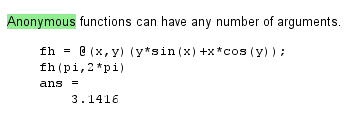 Anonymous functions can have any number of arguments.
fh = @(x,y)(y*sin(x)+x*cos(y));
fh(pi,2*pi)
ans =
3.1416